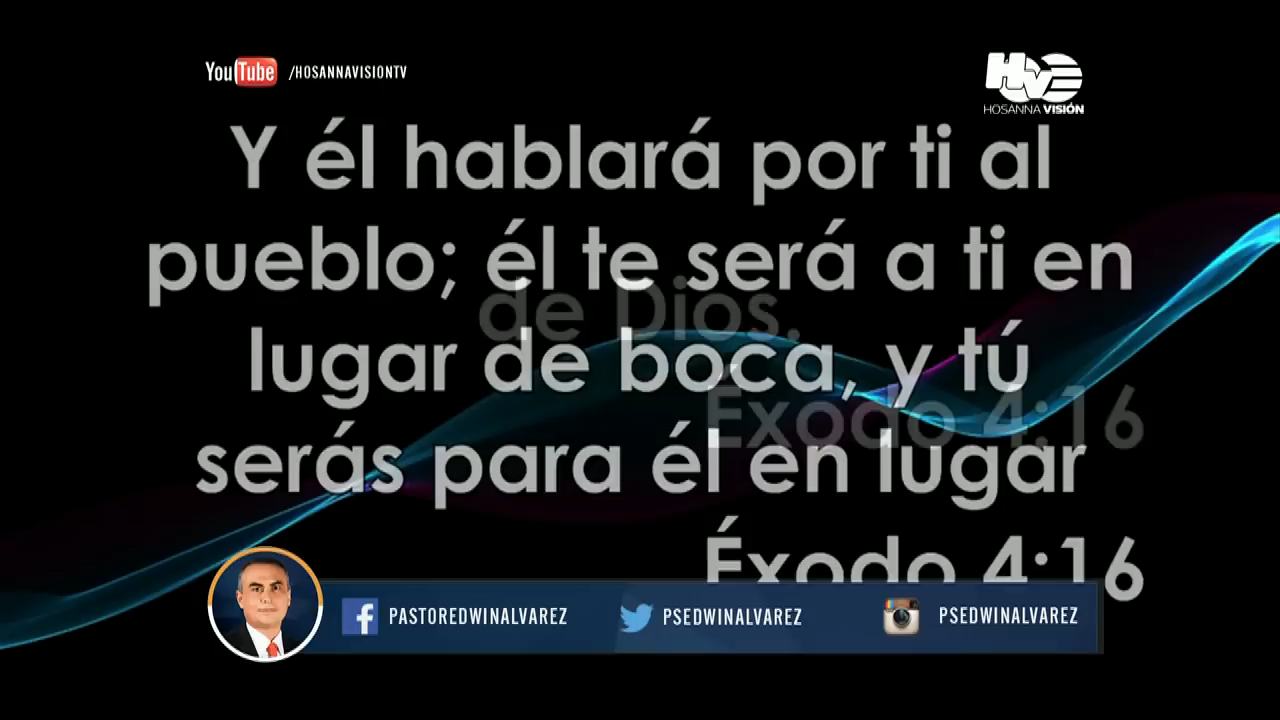 YouTube /HOSANNAVISIONTV
HV
HOSANNA VISIÓN
Y él hablará por ti al
pueblo; él te será a ti en
de Dios.
lugar de boca, y tú
Éxodo 4:16
serás para él en lugar
Éxodo 4:16
PASTOREDWINALVAREZ
PSEDWINALVAREZ
PSEDWINALVAREZ